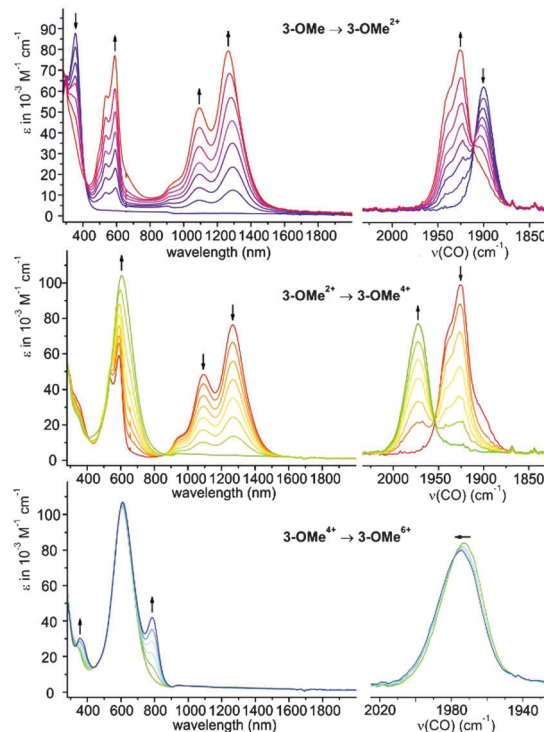 3-OMe → 3-OMe²⁺
ε in 10⁻³ M⁻¹ cm⁻¹
90
80
70
60
50
40
30
20
10
0
400 600 800 1000 1200 1400 1600 1800
wavelength (nm)
2000 1950 1900 1850
ν(CO) (cm⁻¹)
3-OMe²⁺ → 3-OMe⁴⁺
ε in 10⁻³ M⁻¹ cm⁻¹
100
80
60
40
20
0
400 600 800 1000 1200 1400 1600 1800
wavelength (nm)
2000 1950 1900 1850
ν(CO) (cm⁻¹)
3-OMe⁴⁺ → 3-OMe⁶⁺
ε in 10⁻³ M⁻¹ cm⁻¹
100
80
60
40
20
0
400 600 800 1000 1200 1400 1600 1800
wavelength (nm)
2020 1970 1920
ν(CO) (cm⁻¹)